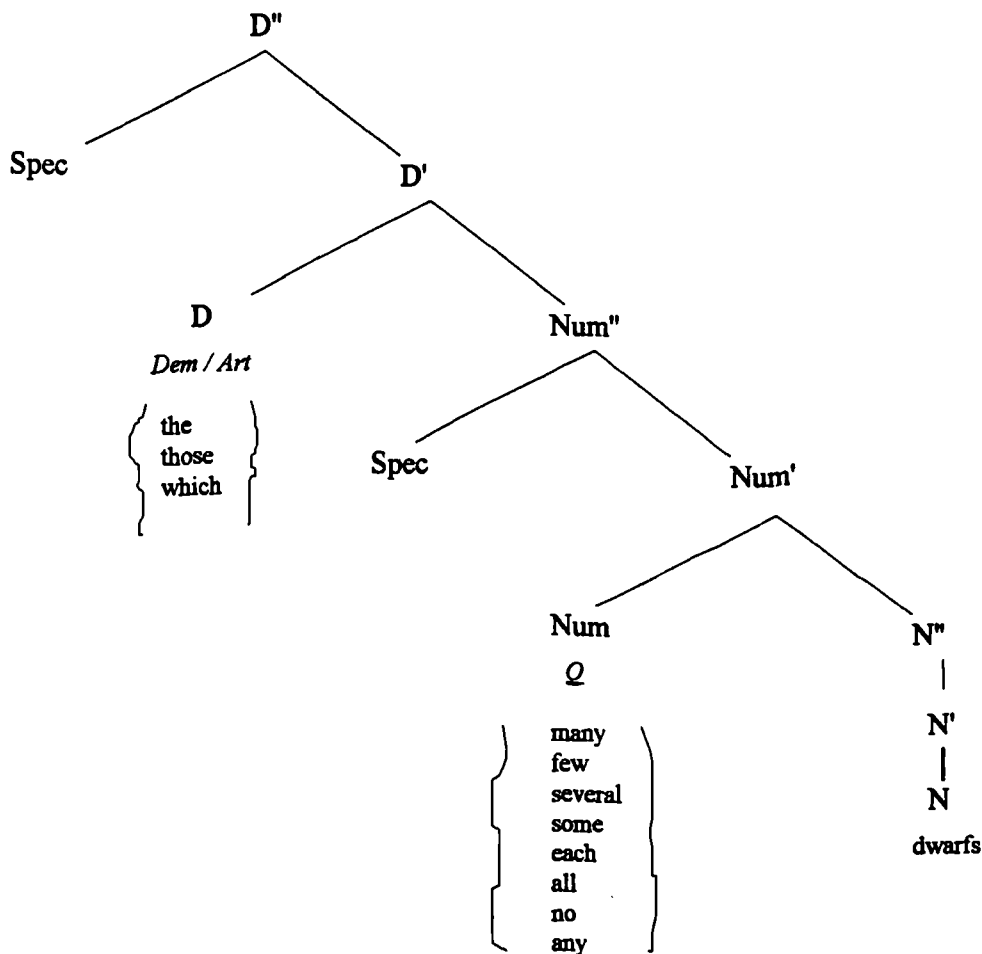 D"
Spec
D'
D
Num"
Dem / Art
the
those
which
Spec
Num'
Num
N"
Q
many
few
several
some
each
all
no
any
N'
N
dwarfs